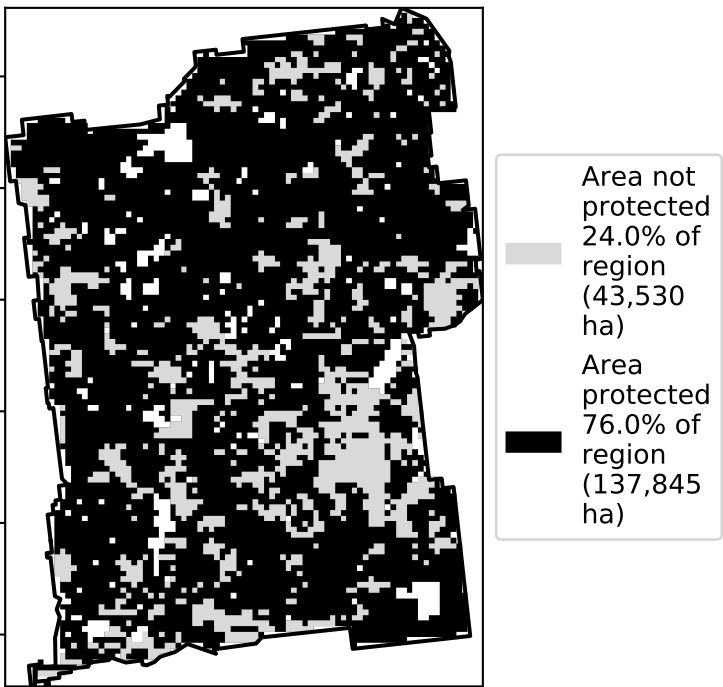 Area not
protected
24.0% of
region
(43,530
ha)
Area
protected
76.0% of
region
(137,845
ha)